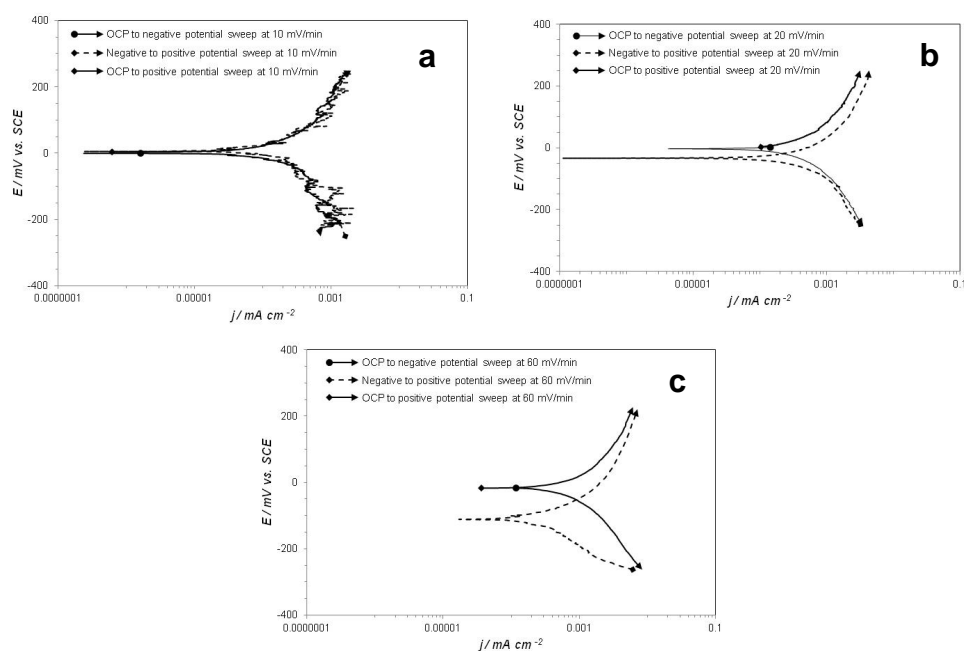 400
200
0
-200
-400
E / mV vs. SCE
OCP to negative potential sweep at 10 mV/min
Negative to positive potential sweep at 10 mV/min
OCP to positive potential sweep at 10 mV/min
a
0.0000001
0.00001
0.001
0.1
j / mA cm⁻²
400
200
0
-200
-400
E / mV vs. SCE
OCP to negative potential sweep at 20 mV/min
Negative to positive potential sweep at 20 mV/min
OCP to positive potential sweep at 20 mV/min
b
0.0000001
0.00001
0.001
0.1
j / mA cm⁻²
400
200
0
-200
-400
E / mV vs. SCE
OCP to negative potential sweep at 60 mV/min
Negative to positive potential sweep at 60 mV/min
OCP to positive potential sweep at 60 mV/min
c
0.0000001
0.00001
0.001
0.1
j / mA cm⁻²